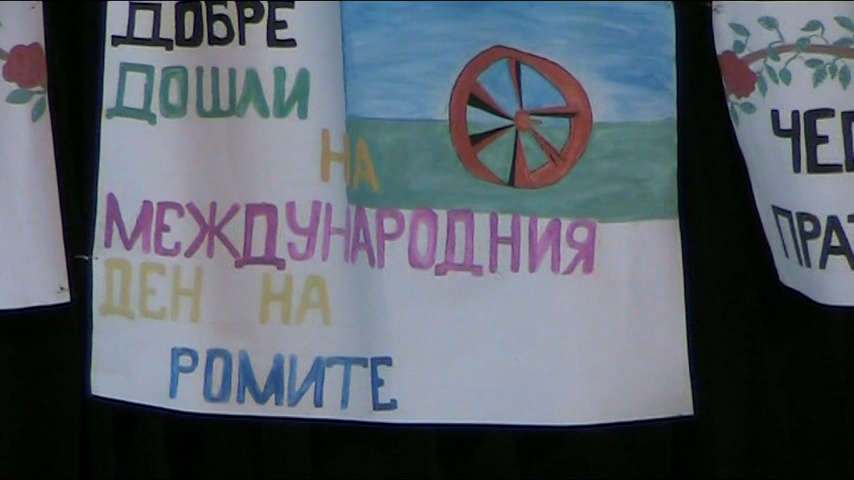 ДОБРЕ
ДОШЛИ
НА
МЕЖДУНАРОДНИЯ
ДЕН НА
РОМИТЕ